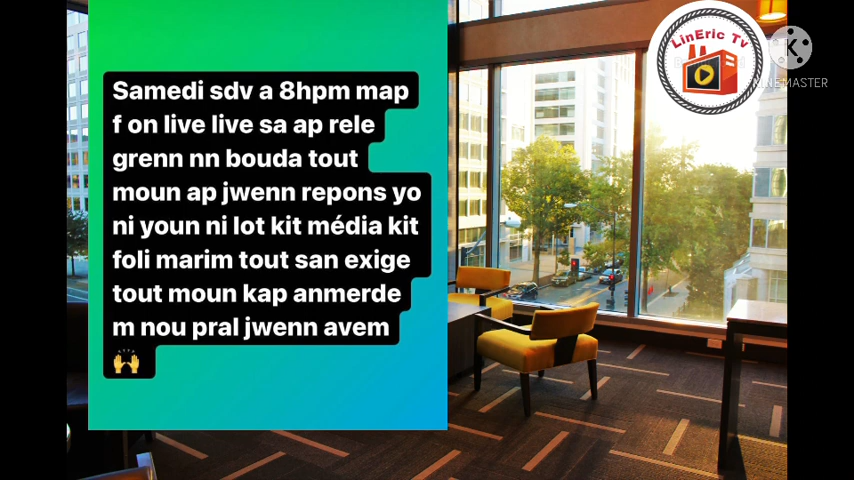 Samedi sdv a 8hpm map
f on live live sa ap rele
grenn nn bouda tout
moun ap jwenn repons yo
ni youn ni lot kit média kit
foli marim tout san exige
tout moun kap anmerde
m nou pral jwenn avem
🙌
LinEric Tv
K
NEMASTER